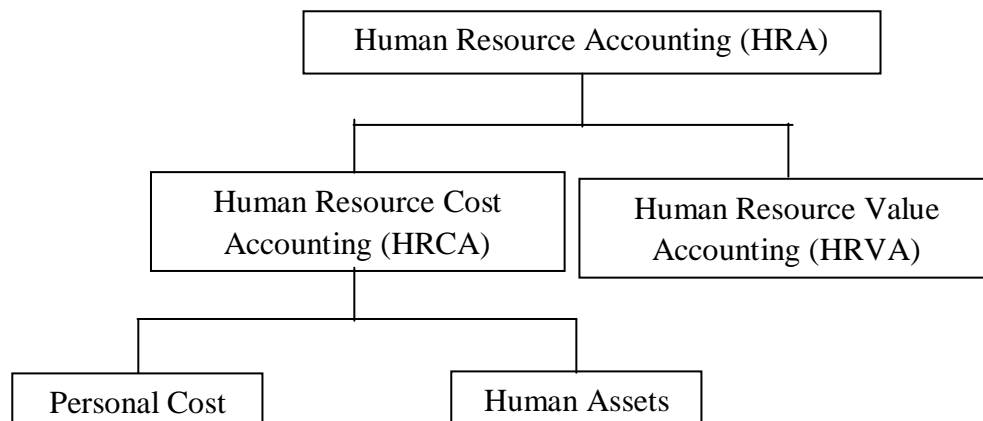 Human Resource Accounting (HRA)
Human Resource Cost
Accounting (HRCA)
Human Resource Value
Accounting (HRVA)
Personal Cost
Human Assets